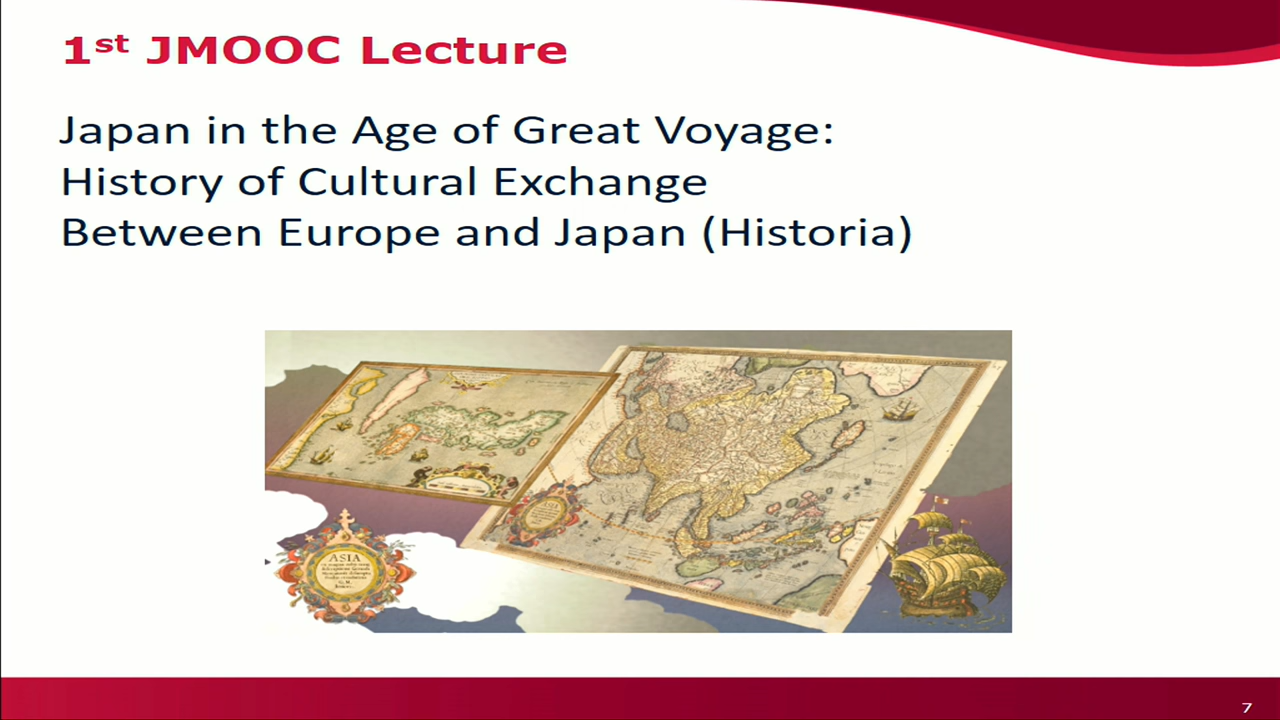 1st JMOOC Lecture
Japan in the Age of Great Voyage:
History of Cultural Exchange
Between Europe and Japan (Historia)
ASIA
7